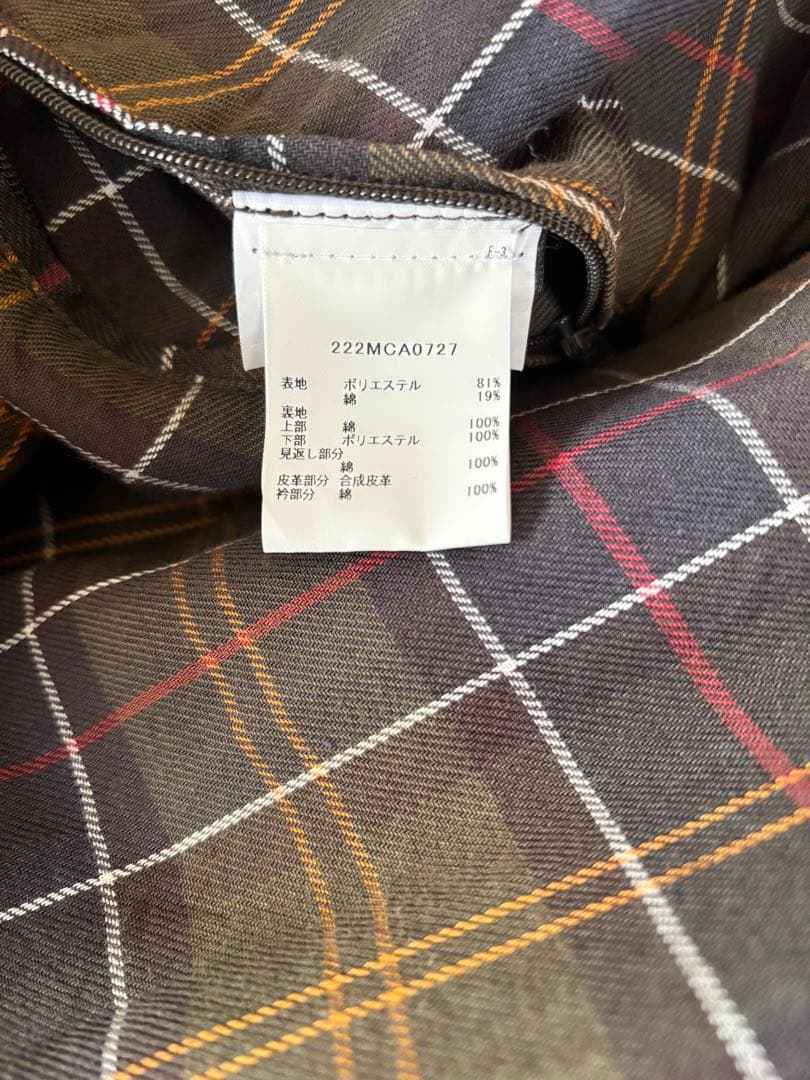 E-3
222MCA0727
表地 ポリエステル 81%
綿 19%
裏地
上部 綿 100%
下部 ポリエステル 100%
見返し部分
綿 100%
皮革部分 合成皮革
衿部分 綿 100%